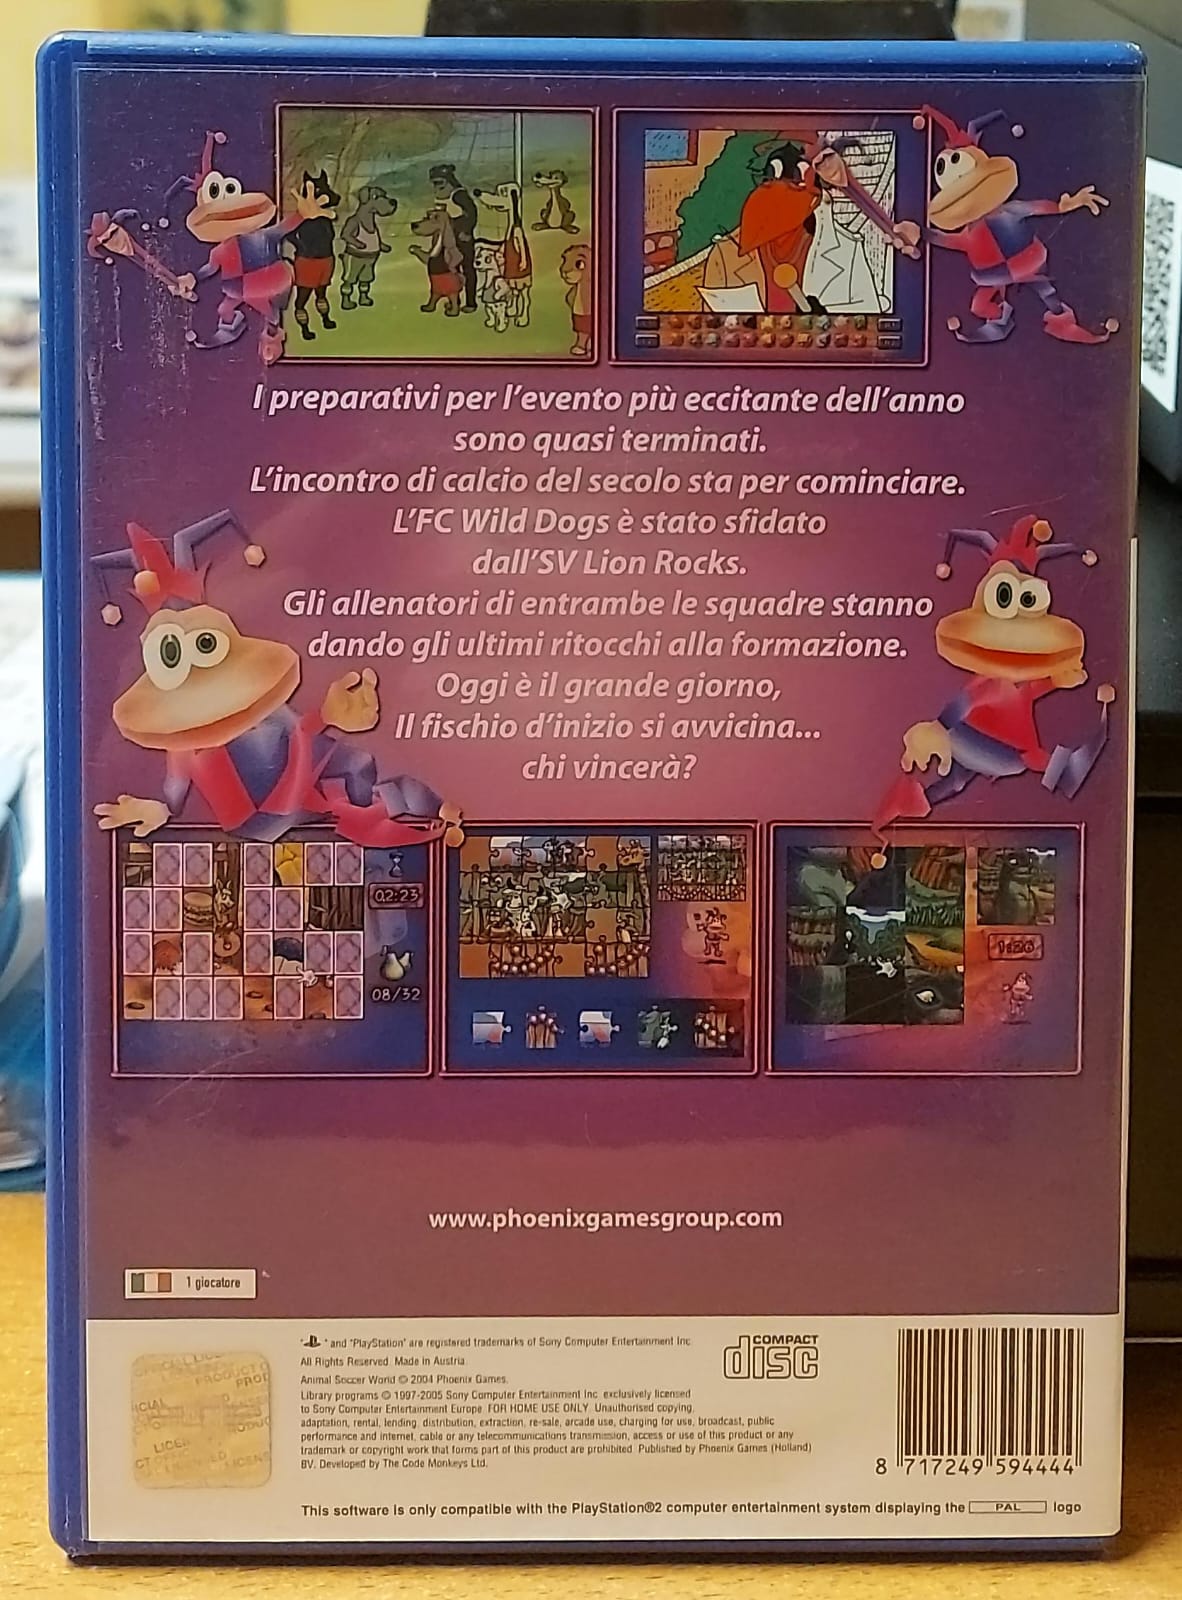 I preparativi per l'evento più eccitante dell'anno
sono quasi terminati.
L'incontro di calcio del secolo sta per cominciare.
L'FC Wild Dogs è stato sfidato
dall'SV Lion Rocks.
Gli allenatori di entrambe le squadre stanno
dando gli ultimi ritocchi alla formazione.
Oggi è il grande giorno,
Il fischio d'inizio si avvicina...
chi vincerà?
02:23
08/32
1:26
www.phoenixgamesgroup.com
1 giocatore
" " and "PlayStation" are registered trademarks of Sony Computer Entertainment Inc.
All Rights Reserved. Made in Austria.
Animal Soccer World © 2004 Phoenix Games.
Library programs © 1997-2005 Sony Computer Entertainment Inc. exclusively licensed
to Sony Computer Entertainment Europe. FOR HOME USE ONLY. Unauthorised copying,
adaptation, rental, lending, distribution, extraction, re-sale, arcade use, charging for use, broadcast, public
performance and internet, cable or any telecommunications transmission, access or use of this product or any
trademark or copyright work that forms part of this product are prohibited. Published by Phoenix Games (Holland)
BV. Developed by The Code Monkeys Ltd.
COMPACT
disc
8 717249 594444
This software is only compatible with the PlayStation®2 computer entertainment system displaying the PAL logo